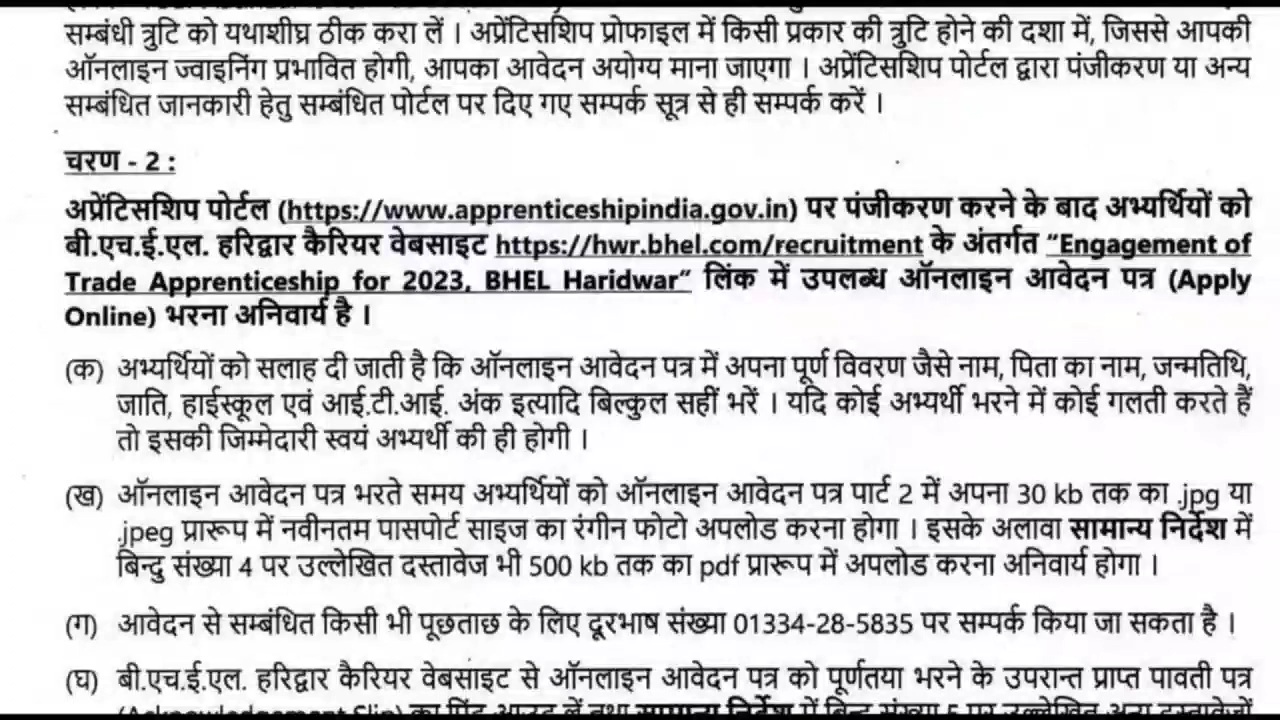 सम्बंधी त्रुटि को यथाशीघ्र ठीक करा लें । अप्रेंटिसशिप प्रोफाइल में किसी प्रकार की त्रुटि होने की दशा में, जिससे आपकी
ऑनलाइन ज्वाइनिंग प्रभावित होगी, आपका आवेदन अयोग्य माना जाएगा । अप्रेंटिसशिप पोर्टल द्वारा पंजीकरण या अन्य
सम्बंधित जानकारी हेतु सम्बंधित पोर्टल पर दिए गए सम्पर्क सूत्र से ही सम्पर्क करें ।
चरण - 2 :
अप्रेंटिसशिप पोर्टल (https://www.apprenticeshipindia.gov.in) पर पंजीकरण करने के बाद अभ्यर्थियों को
बी.एच.ई.एल. हरिद्वार कैरियर वेबसाइट https://hwr.bhel.com/recruitment के अंतर्गत “Engagement of
Trade Apprenticeship for 2023, BHEL Haridwar” लिंक में उपलब्ध ऑनलाइन आवेदन पत्र (Apply
Online) भरना अनिवार्य है ।
(क) अभ्यर्थियों को सलाह दी जाती है कि ऑनलाइन आवेदन पत्र में अपना पूर्ण विवरण जैसे नाम, पिता का नाम, जन्मतिथि,
जाति, हाईस्कूल एवं आई.टी.आई. अंक इत्यादि बिल्कुल सहीं भरें । यदि कोई अभ्यर्थी भरने में कोई गलती करते हैं
तो इसकी जिम्मेदारी स्वयं अभ्यर्थी की ही होगी ।
(ख) ऑनलाइन आवेदन पत्र भरते समय अभ्यर्थियों को ऑनलाइन आवेदन पत्र पार्ट 2 में अपना 30 kb तक का .jpg या
.jpeg प्रारूप में नवीनतम पासपोर्ट साइज का रंगीन फोटो अपलोड करना होगा । इसके अलावा सामान्य निर्देश में
बिन्दु संख्या 4 पर उल्लेखित दस्तावेज भी 500 kb तक का pdf प्रारूप में अपलोड करना अनिवार्य होगा ।
(ग) आवेदन से सम्बंधित किसी भी पूछताछ के लिए दूरभाष संख्या 01334-28-5835 पर सम्पर्क किया जा सकता है ।
(घ) बी.एच.ई.एल. हरिद्वार कैरियर वेबसाइट से ऑनलाइन आवेदन पत्र को पूर्णतया भरने के उपरान्त प्राप्त पावती पत्र
(Acknowledgement Slip) का प्रिंट आउट लें तथा सामान्य निर्देश में बिन्दु संख्या 5 पर उल्लेखित अन्य दस्तावेजों